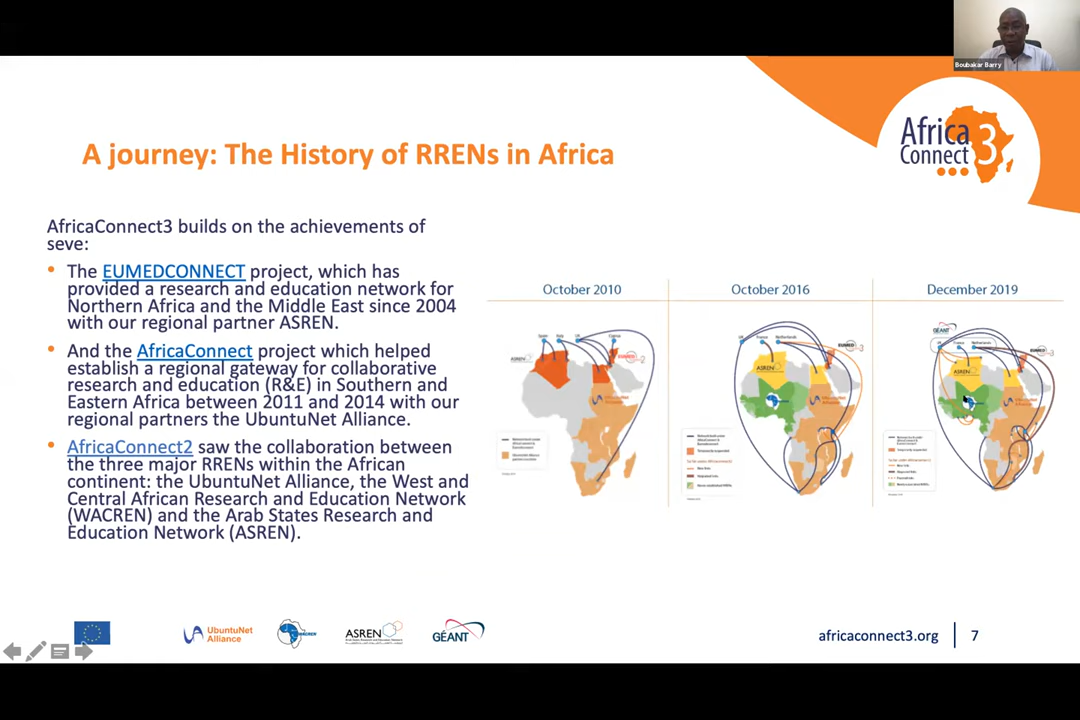 Boubakar Barry
Africa
Connect
3
A journey: The History of RRENs in Africa
AfricaConnect3 builds on the achievements of
seve:
• The EUMEDCONNECT project, which has
provided a research and education network for
Northern Africa and the Middle East since 2004
with our regional partner ASREN.
• And the AfricaConnect project which helped
establish a regional gateway for collaborative
research and education (R&E) in Southern and
Eastern Africa between 2011 and 2014 with our
regional partners the UbuntuNet Alliance.
• AfricaConnect2 saw the collaboration between
the three major RRENs within the African
continent: the UbuntuNet Alliance, the West and
Central African Research and Education Network
(WACREN) and the Arab States Research and
Education Network (ASREN).
October 2010
October 2016
December 2019
ASREN
ASREN
GÉANT
ASREN
UbuntuNet
Alliance
WACREN
ASREN
GÉANT
africaconnect3.org
7